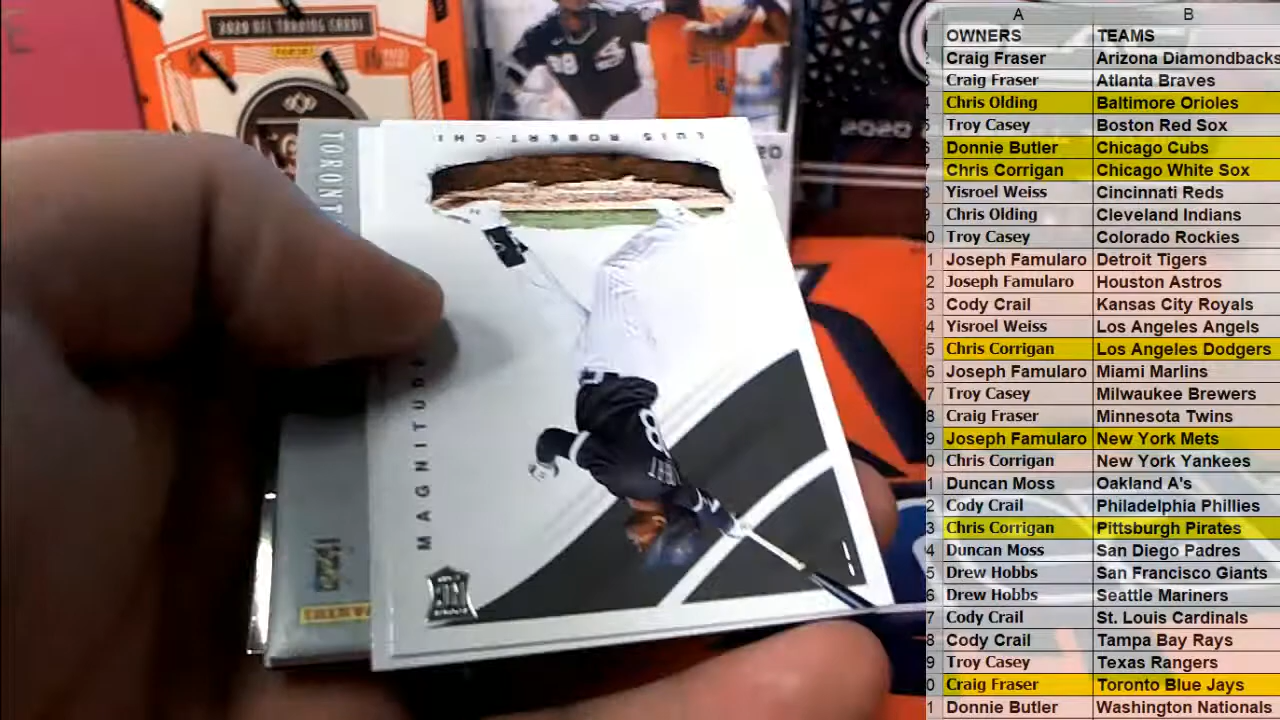 2020 NFL TRADING CARDS
98
2020
LUIS ROBERT-CHI
TORONT
MAGNITUDE
8
PANINI
A B
OWNERS TEAMS
Craig Fraser Arizona Diamondbacks
Craig Fraser Atlanta Braves
Chris Olding Baltimore Orioles
Troy Casey Boston Red Sox
Donnie Butler Chicago Cubs
Chris Corrigan Chicago White Sox
Yisroel Weiss Cincinnati Reds
Chris Olding Cleveland Indians
Troy Casey Colorado Rockies
Joseph Famularo Detroit Tigers
Joseph Famularo Houston Astros
Cody Crail Kansas City Royals
Yisroel Weiss Los Angeles Angels
Chris Corrigan Los Angeles Dodgers
Joseph Famularo Miami Marlins
Troy Casey Milwaukee Brewers
Craig Fraser Minnesota Twins
Joseph Famularo New York Mets
Chris Corrigan New York Yankees
Duncan Moss Oakland A's
Cody Crail Philadelphia Phillies
Chris Corrigan Pittsburgh Pirates
Duncan Moss San Diego Padres
Drew Hobbs San Francisco Giants
Drew Hobbs Seattle Mariners
Cody Crail St. Louis Cardinals
Cody Crail Tampa Bay Rays
Troy Casey Texas Rangers
Craig Fraser Toronto Blue Jays
Donnie Butler Washington Nationals